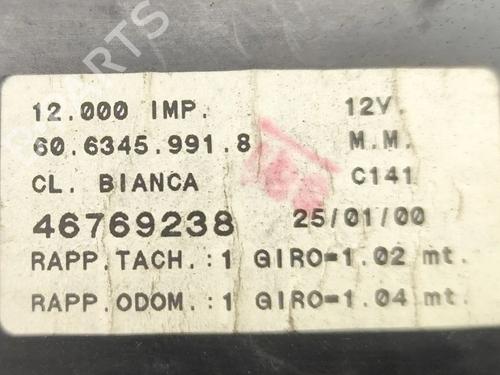 12.000 IMP. 12V.
60.6345.991.8 M.M.
CL. BIANCA C141
46769238 25/01/00
RAPP.TACH.:1 GIRO=1.02 mt.
RAPP.ODOM.:1 GIRO=1.04 mt.